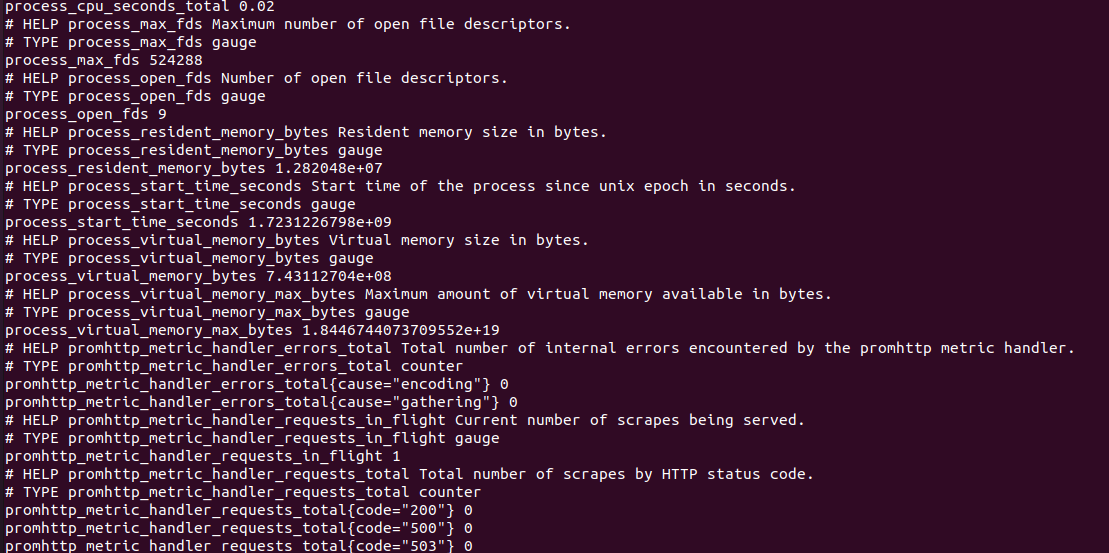 process_cpu_seconds_total 0.02
# HELP process_max_fds Maximum number of open file descriptors.
# TYPE process_max_fds gauge
process_max_fds 524288
# HELP process_open_fds Number of open file descriptors.
# TYPE process_open_fds gauge
process_open_fds 9
# HELP process_resident_memory_bytes Resident memory size in bytes.
# TYPE process_resident_memory_bytes gauge
process_resident_memory_bytes 1.282048e+07
# HELP process_start_time_seconds Start time of the process since unix epoch in seconds.
# TYPE process_start_time_seconds gauge
process_start_time_seconds 1.7231226798e+09
# HELP process_virtual_memory_bytes Virtual memory size in bytes.
# TYPE process_virtual_memory_bytes gauge
process_virtual_memory_bytes 7.43112704e+08
# HELP process_virtual_memory_max_bytes Maximum amount of virtual memory available in bytes.
# TYPE process_virtual_memory_max_bytes gauge
process_virtual_memory_max_bytes 1.8446744073709552e+19
# HELP promhttp_metric_handler_errors_total Total number of internal errors encountered by the promhttp metric handler.
# TYPE promhttp_metric_handler_errors_total counter
promhttp_metric_handler_errors_total{cause="encoding"} 0
promhttp_metric_handler_errors_total{cause="gathering"} 0
# HELP promhttp_metric_handler_requests_in_flight Current number of scrapes being served.
# TYPE promhttp_metric_handler_requests_in_flight gauge
promhttp_metric_handler_requests_in_flight 1
# HELP promhttp_metric_handler_requests_total Total number of scrapes by HTTP status code.
# TYPE promhttp_metric_handler_requests_total counter
promhttp_metric_handler_requests_total{code="200"} 0
promhttp_metric_handler_requests_total{code="500"} 0
promhttp_metric_handler_requests_total{code="503"} 0